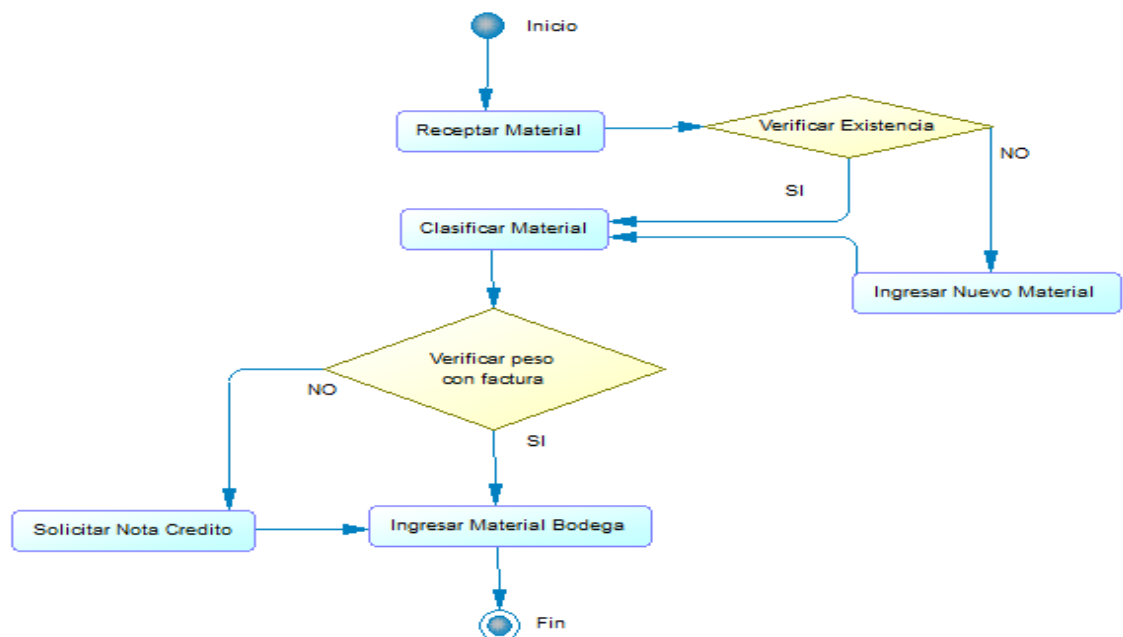 Inicio
Receptar Material
Verificar Existencia
NO
SI
Clasificar Material
Ingresar Nuevo Material
Verificar peso
con factura
NO
SI
Solicitar Nota Credito
Ingresar Material Bodega
Fin